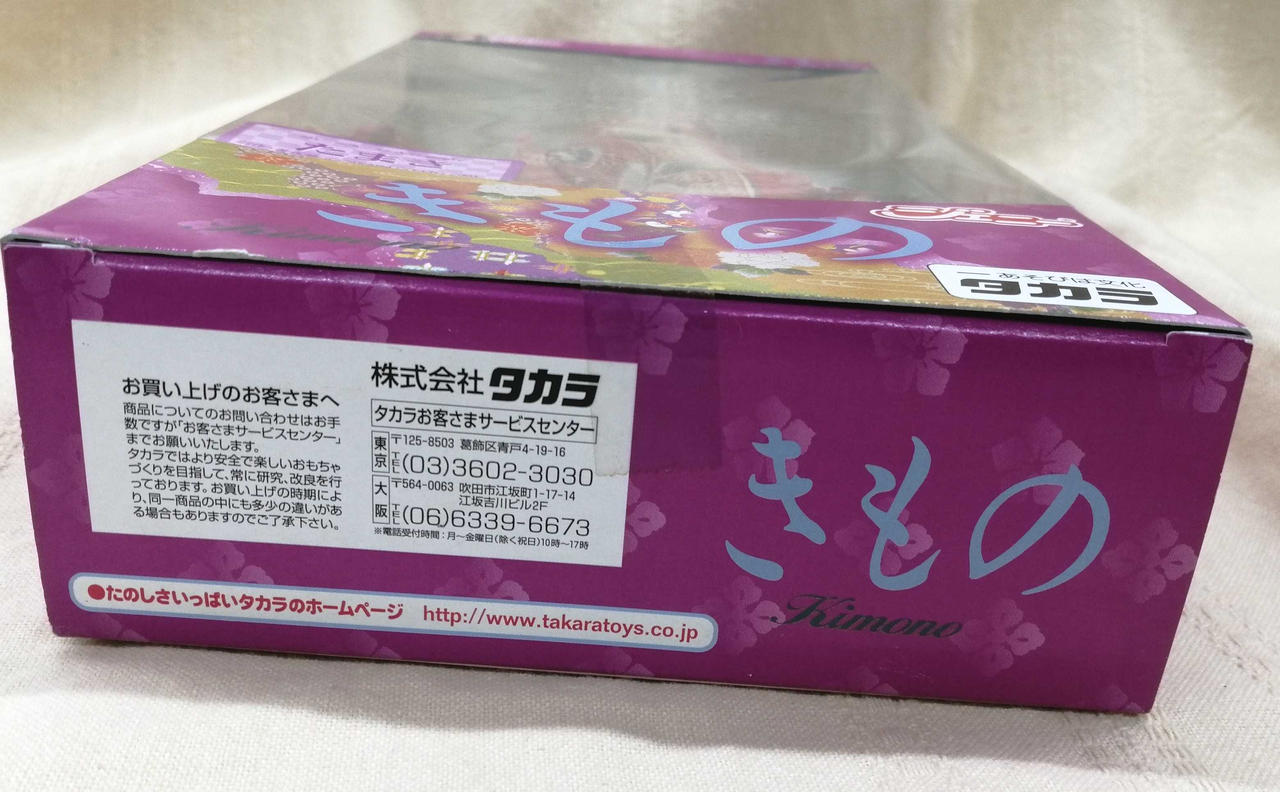 たまき
きもの
Kimono
ジェニー
あそびは文化
タカラ
お買い上げのお客さまへ
商品についてのお問い合わせはお手
数ですが「お客さまサービスセンター」
までお願いいたします。
タカラではより安全で楽しいおもちゃ
づくりを目指して、常に研究、改良を行
っております。お買い上げの時期によ
り、同一商品の中にも多少の違いがあ
る場合もありますのでご了承下さい。
株式会社タカラ
タカラお客さまサービスセンター
東京 〒125-8503 葛飾区青戸4-19-16
TEL (03)3602-3030
大阪 〒564-0063 吹田市江坂町1-17-14
江坂吉川ビル2F
TEL (06)6339-6673
※電話受付時間:月～金曜日(除く祝日)10時～17時
●たのしさいっぱいタカラのホームページ http://www.takaratoys.co.jp
きもの
Kimono